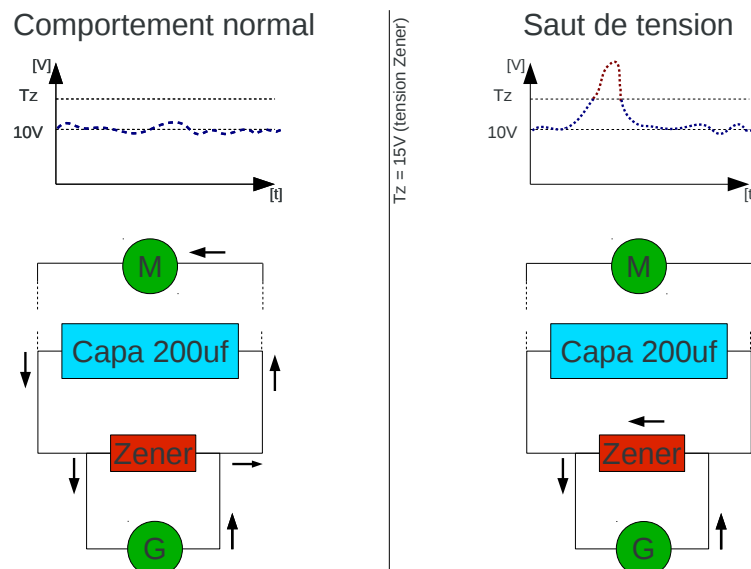 Comportement normal
[V]
Tz
10V
[t]
M
Capa 200uf
Zener
G
Tz = 15V (tension Zener)
Saut de tension
[V]
Tz
10V
[t]
M
Capa 200uf
Zener
G